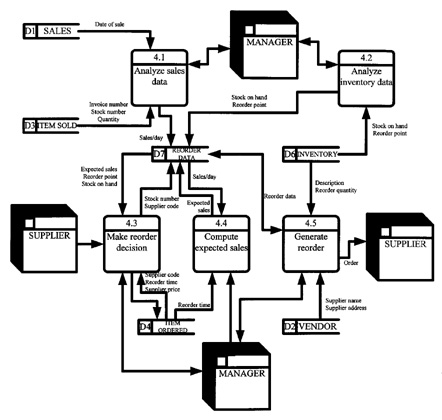 D1 SALES
Date of sale
MANAGER
4.1
Analyze sales
data
4.2
Analyze
inventory data
Stock on hand
Reorder point
Invoice number
Stock number
Quantity
D3 ITEM SOLD
Sales/day
Stock on hand
Reorder point
D7 REORDER
DATA
D6 INVENTORY
Expected sales
Reorder point
Stock on hand
Sales/day
Stock number
Supplier code
Expected
sales
Reorder data
Description
Reorder quantity
SUPPLIER
4.3
Make reorder
decision
4.4
Compute
expected sales
4.5
Generate
reorder
SUPPLIER
Order
Supplier code
Reorder time
Supplier price
Reorder time
Supplier name
Supplier address
D4 ITEM
ORDERED
D2 VENDOR
MANAGER